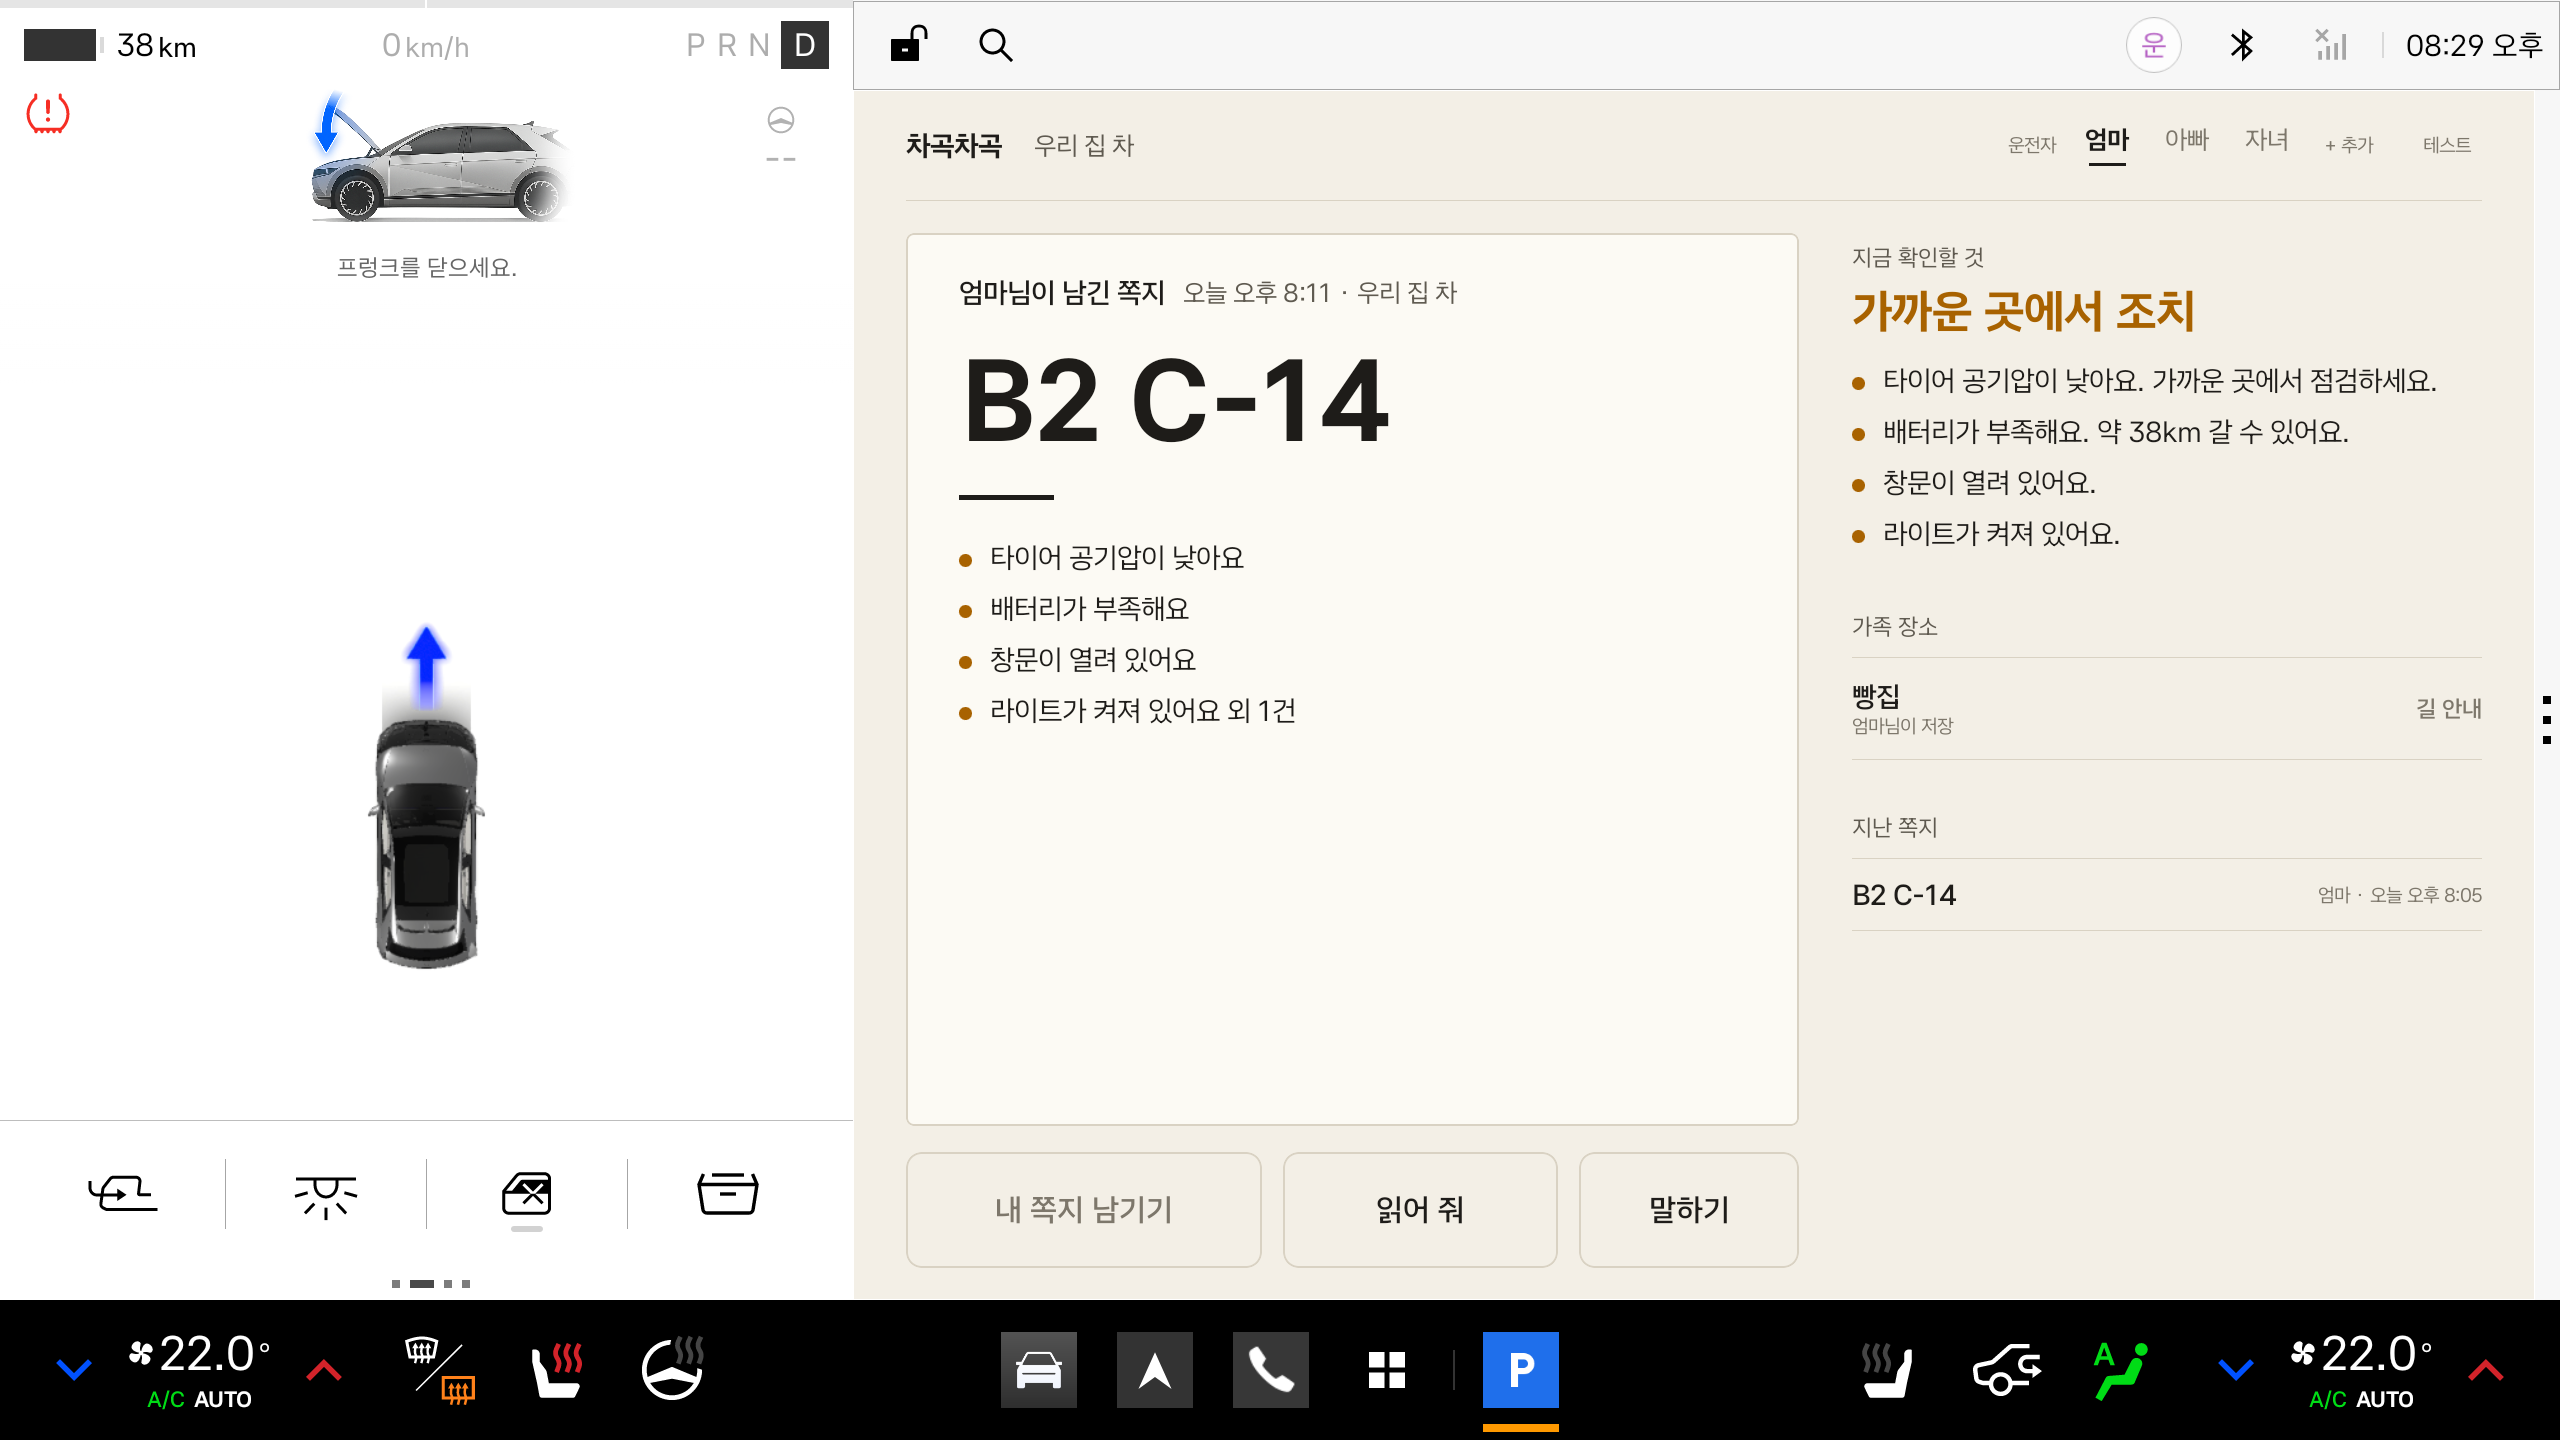 38 km
0 km/h
P R N D
운
08:29 오후
프렁크를 닫으세요.
차곡차곡 우리 집 차
운전자 엄마 아빠 자녀 + 추가 테스트
엄마님이 남긴 쪽지 오늘 오후 8:11 · 우리 집 차
B2 C-14
타이어 공기압이 낮아요
배터리가 부족해요
창문이 열려 있어요
라이트가 켜져 있어요 외 1건
내 쪽지 남기기
읽어 줘
말하기
지금 확인할 것
가까운 곳에서 조치
타이어 공기압이 낮아요. 가까운 곳에서 점검하세요.
배터리가 부족해요. 약 38km 갈 수 있어요.
창문이 열려 있어요.
라이트가 켜져 있어요.
가족 장소
빵집
엄마님이 저장
길 안내
지난 쪽지
B2 C-14 엄마 · 오늘 오후 8:05
22.0°
A/C AUTO
P
A
22.0°
A/C AUTO